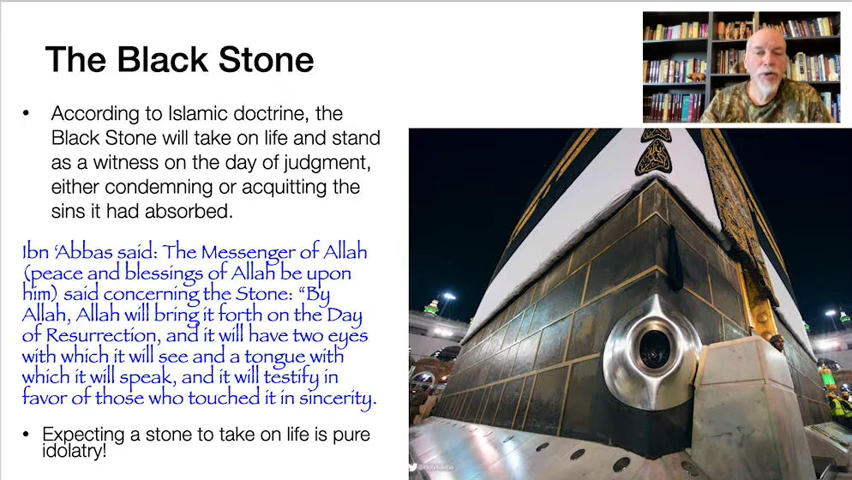 The Black Stone
• According to Islamic doctrine, the
Black Stone will take on life and stand
as a witness on the day of judgment,
either condemning or acquitting the
sins it had absorbed.
Ibn ‘Abbas said: The Messenger of Allah
(peace and blessings of Allah be upon
him) said concerning the Stone: “By
Allah, Allah will bring it forth on the Day
of Resurrection, and it will have two eyes
with which it will see and a tongue with
which it will speak, and it will testify in
favor of those who touched it in sincerity.
• Expecting a stone to take on life is pure
idolatry!